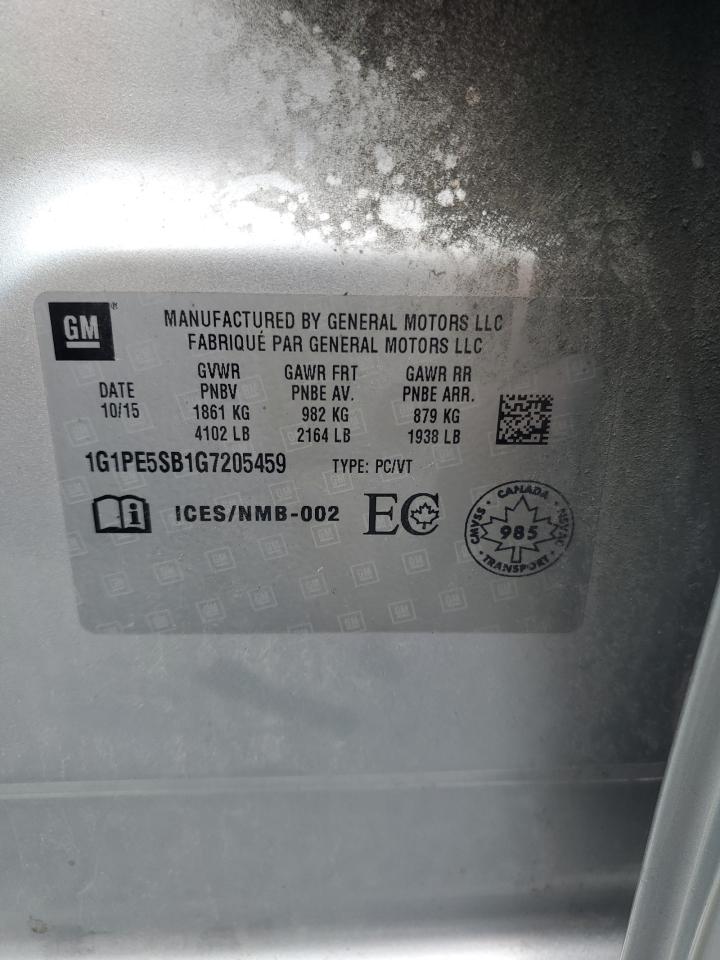 GM ® MANUFACTURED BY GENERAL MOTORS LLC
FABRIQUÉ PAR GENERAL MOTORS LLC
GVWR GAWR FRT GAWR RR
DATE PNBV PNBE AV. PNBE ARR.
10/15 1861 KG 982 KG 879 KG
4102 LB 2164 LB 1938 LB
1G1PE5SB1G7205459 TYPE: PC/VT
i ICES/NMB-002 EC
CANADA
CMVSS 985 NSVAC
TRANSPORT